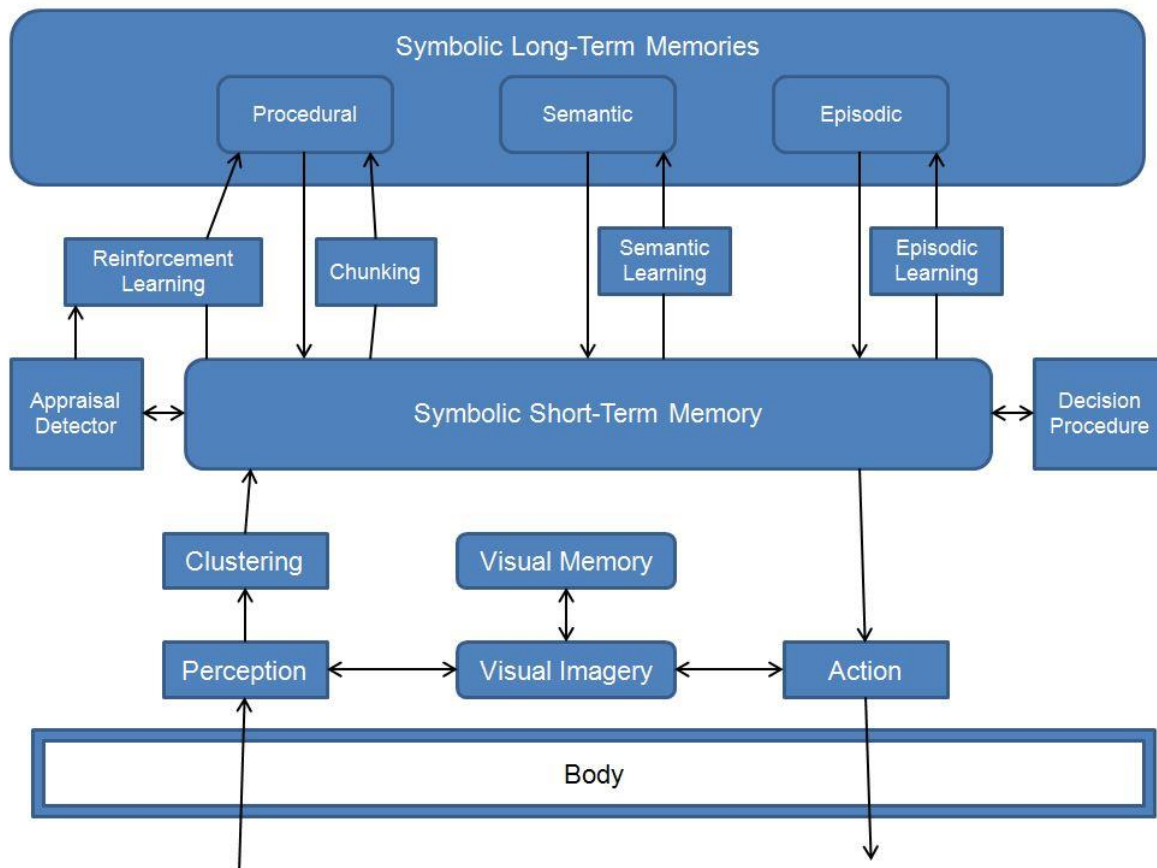 Symbolic Long-Term Memories
Procedural
Semantic
Episodic
Reinforcement
Learning
Chunking
Semantic
Learning
Episodic
Learning
Appraisal
Detector
Symbolic Short-Term Memory
Decision
Procedure
Clustering
Visual Memory
Perception
Visual Imagery
Action
Body